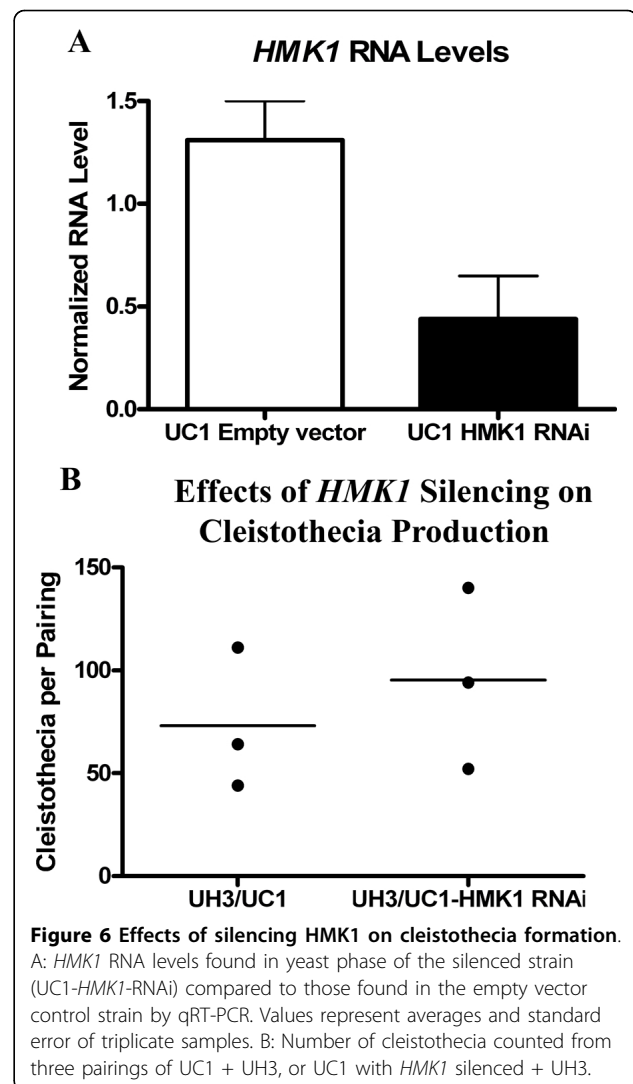 A
HMK1 RNA Levels
Normalized RNA Level
1.5
1.0
0.5
0.0
UC1 Empty vector UC1 HMK1 RNAi
B
Effects of HMK1 Silencing on
Cleistothecia Production
Cleistothecia per Pairing
150
100
50
0
UH3/UC1 UH3/UC1-HMK1 RNAi
Figure 6 Effects of silencing HMK1 on cleistothecia formation.
A: HMK1 RNA levels found in yeast phase of the silenced strain
(UC1-HMK1-RNAi) compared to those found in the empty vector
control strain by qRT-PCR. Values represent averages and standard
error of triplicate samples. B: Number of cleistothecia counted from
three pairings of UC1 + UH3, or UC1 with HMK1 silenced + UH3.